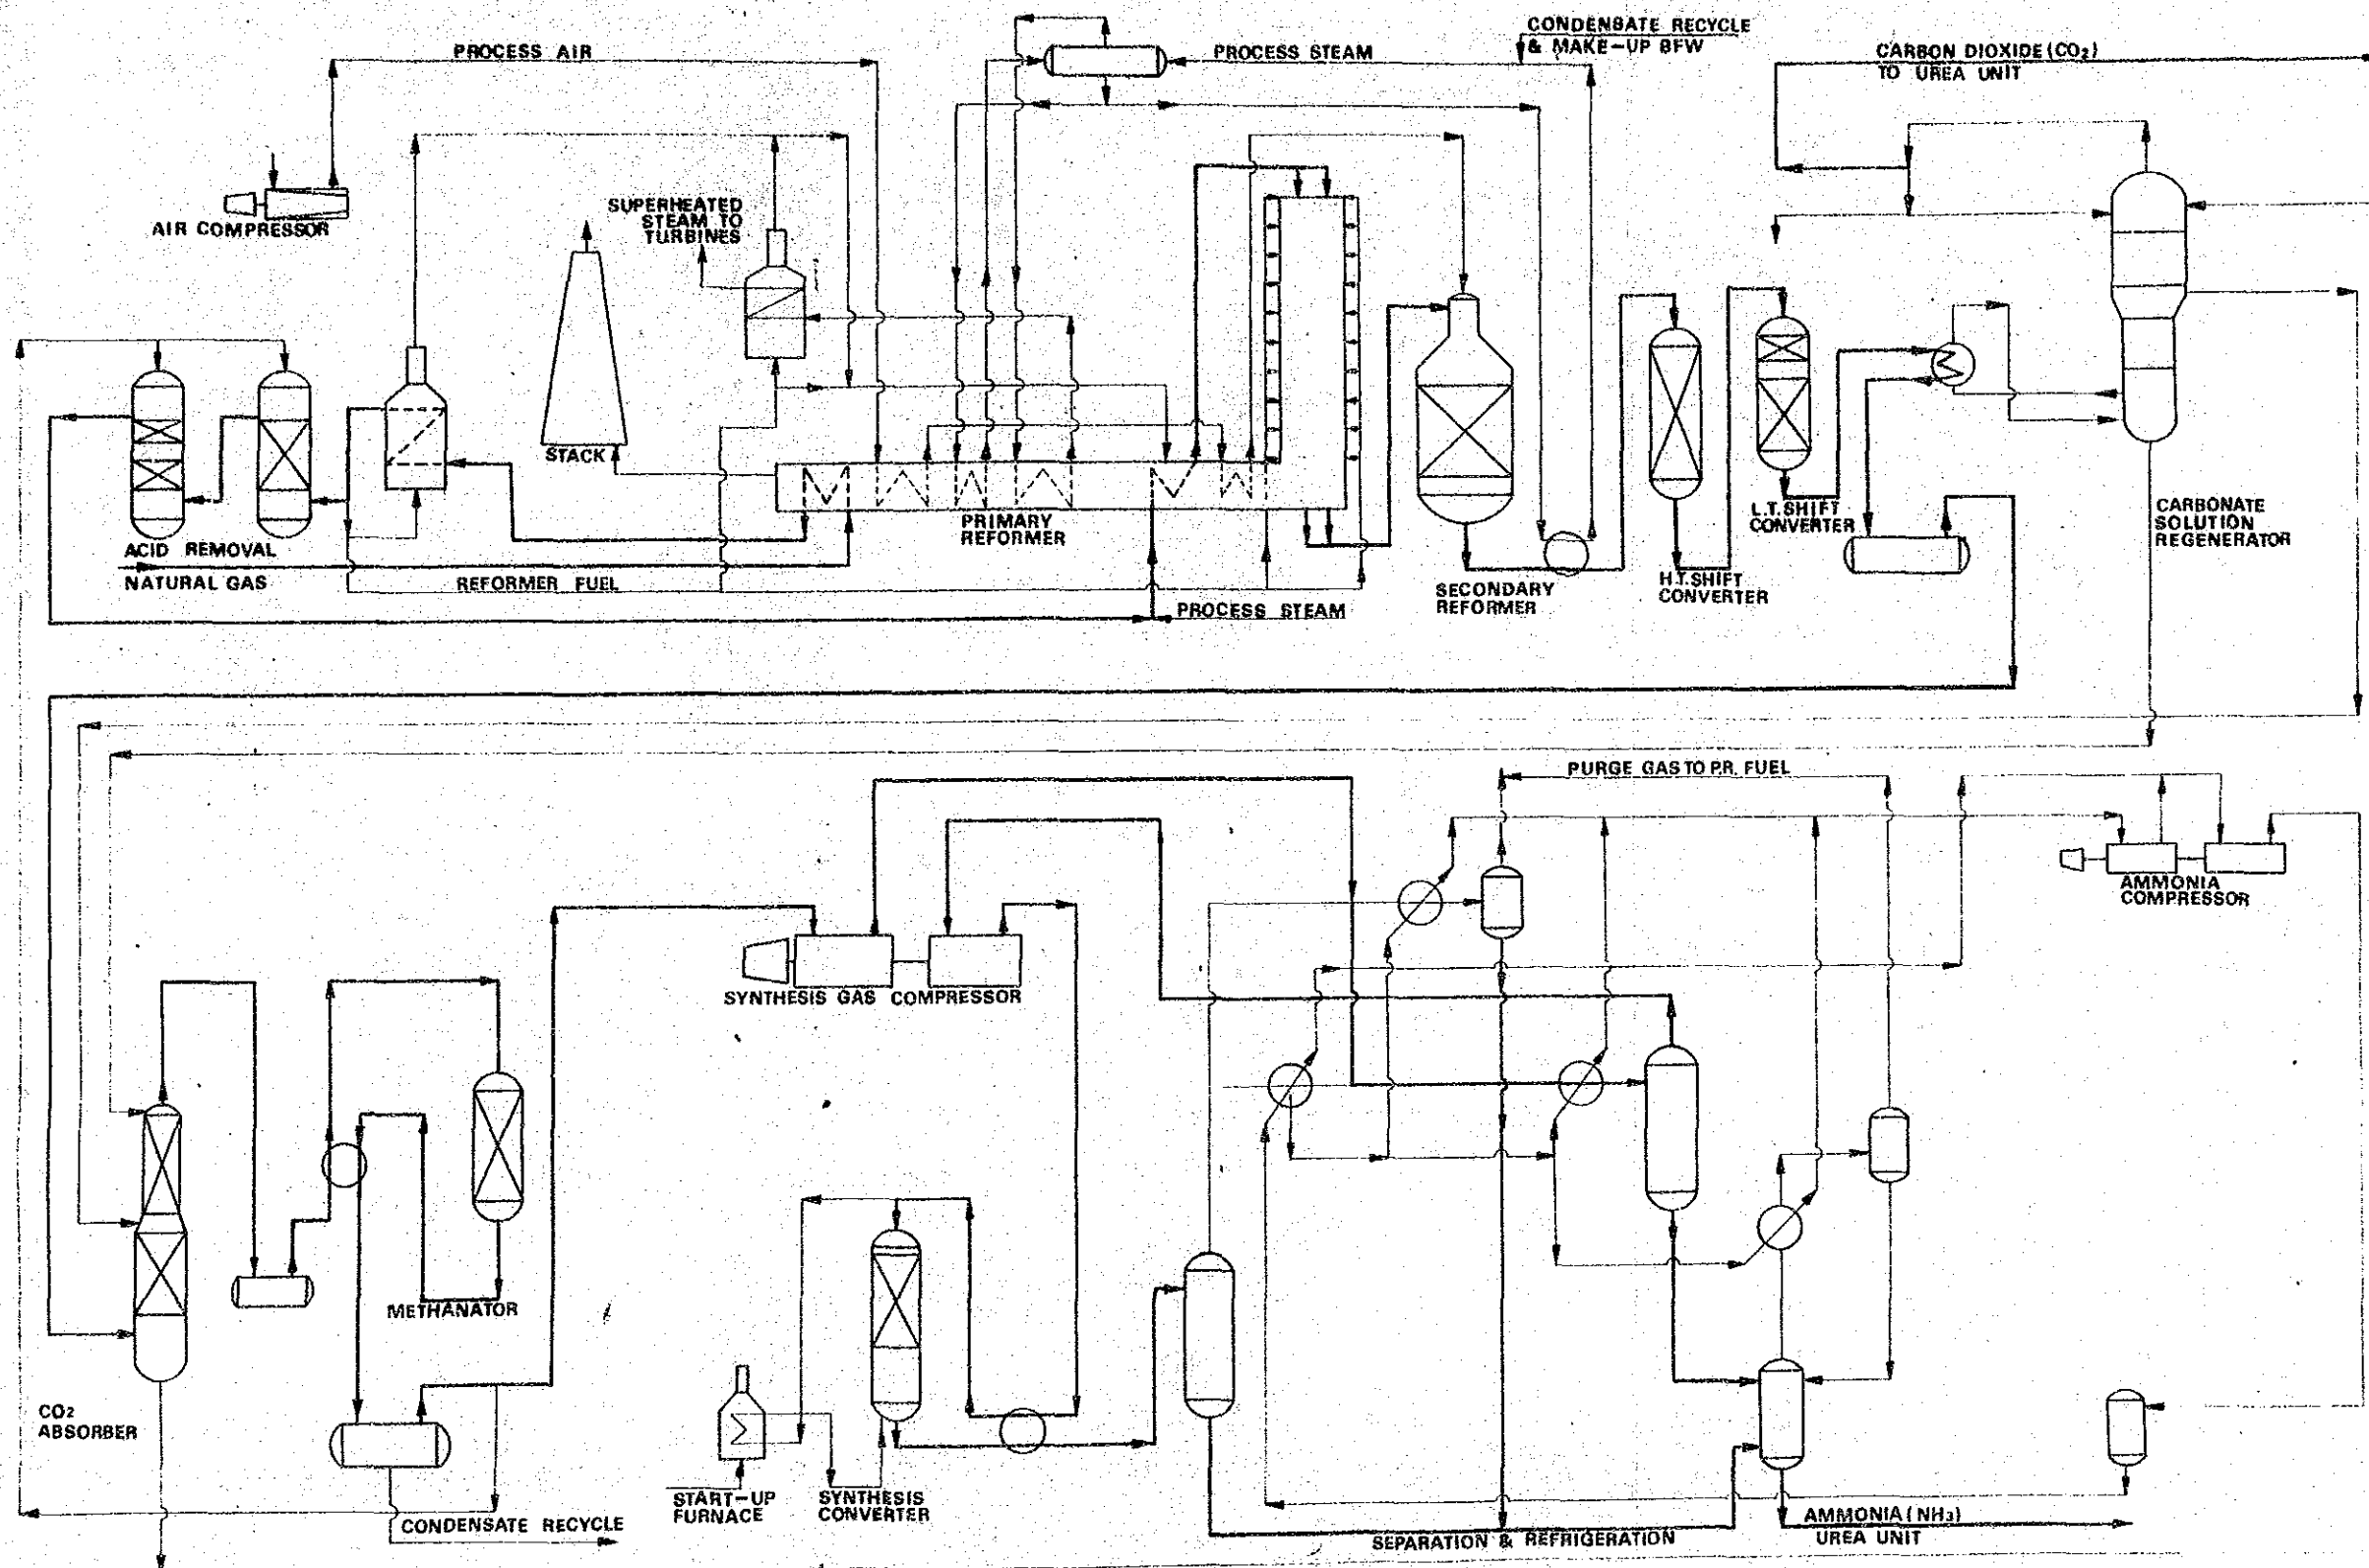 CONDENSATE RECYCLE
& MAKE-UP BFW
PROCESS AIR
PROCESS STEAM
CARBON DIOXIDE (CO₂)
TO UREA UNIT
SUPERHEATED
STEAM TO
TURBINES
AIR COMPRESSOR
STACK
PRIMARY
REFORMER
L.T. SHIFT
CONVERTER
CARBONATE
SOLUTION
REGENERATOR
ACID REMOVAL
NATURAL GAS
REFORMER FUEL
H.T. SHIFT
CONVERTER
SECONDARY
REFORMER
PROCESS STEAM
PURGE GAS TO P.R. FUEL
AMMONIA
COMPRESSOR
SYNTHESIS GAS COMPRESSOR
METHANATOR
CO₂
ABSORBER
START-UP
FURNACE
SYNTHESIS
CONVERTER
CONDENSATE RECYCLE
SEPARATION & REFRIGERATION
AMMONIA (NH₃)
UREA UNIT